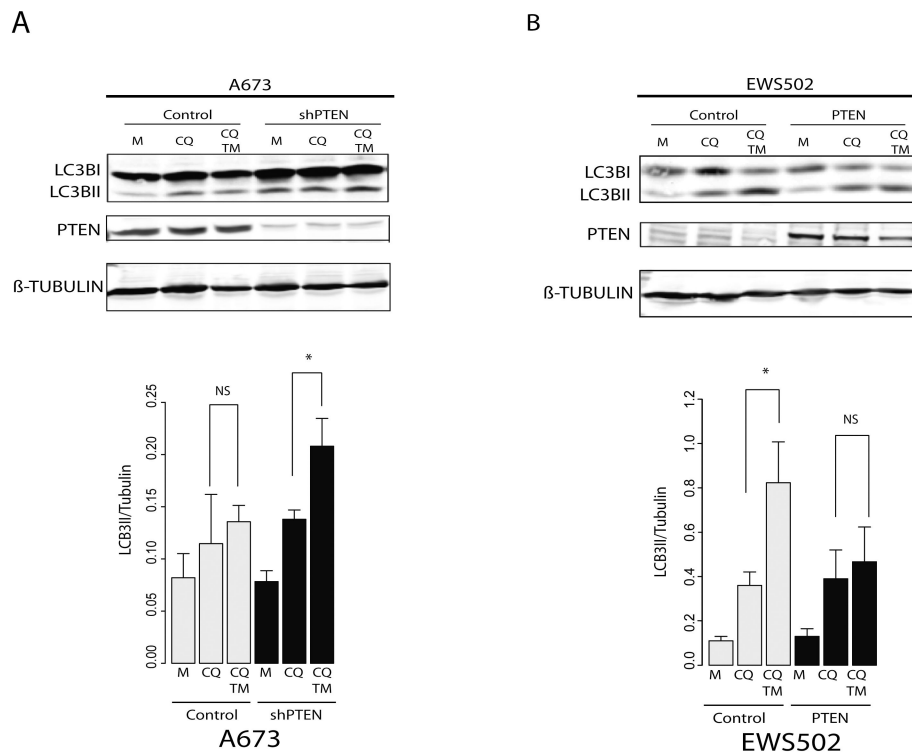 A
A673
Control shPTEN
M CQ CQ TM M CQ CQ TM
LC3BI
LC3BII
PTEN
ß-TUBULIN
LCB3II/Tubulin
0.25
0.20
0.15
0.10
0.05
0.00
NS
*
M CQ CQ TM M CQ CQ TM
Control shPTEN
A673
B
EWS502
Control PTEN
M CQ CQ TM M CQ CQ TM
LC3BI
LC3BII
PTEN
ß-TUBULIN
LCB3II/Tubulin
1.2
1.0
0.8
0.6
0.4
0.2
0.0
*
NS
M CQ CQ TM M CQ CQ TM
Control PTEN
EWS502